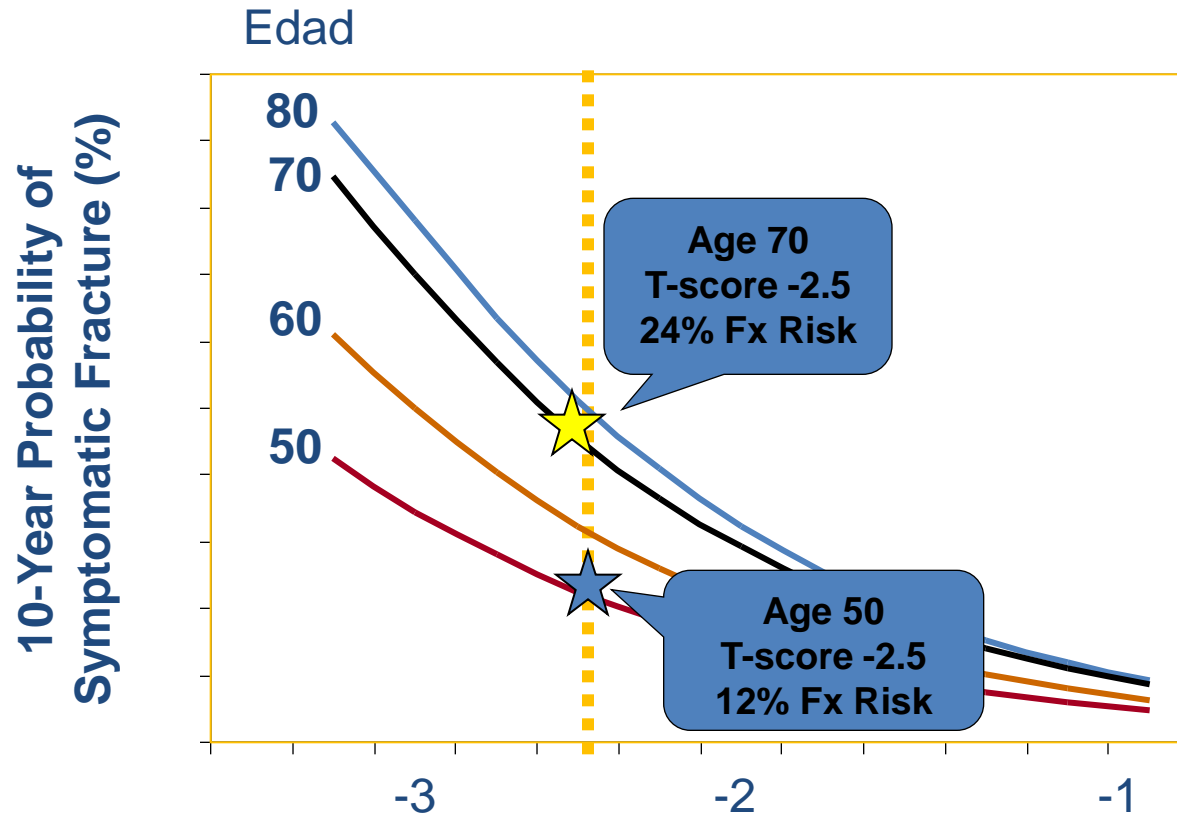 Edad
10-Year Probability of
Symptomatic Fracture (%)
80
70
60
50
Age 70
T-score -2.5
24% Fx Risk
Age 50
T-score -2.5
12% Fx Risk
-3
-2
-1